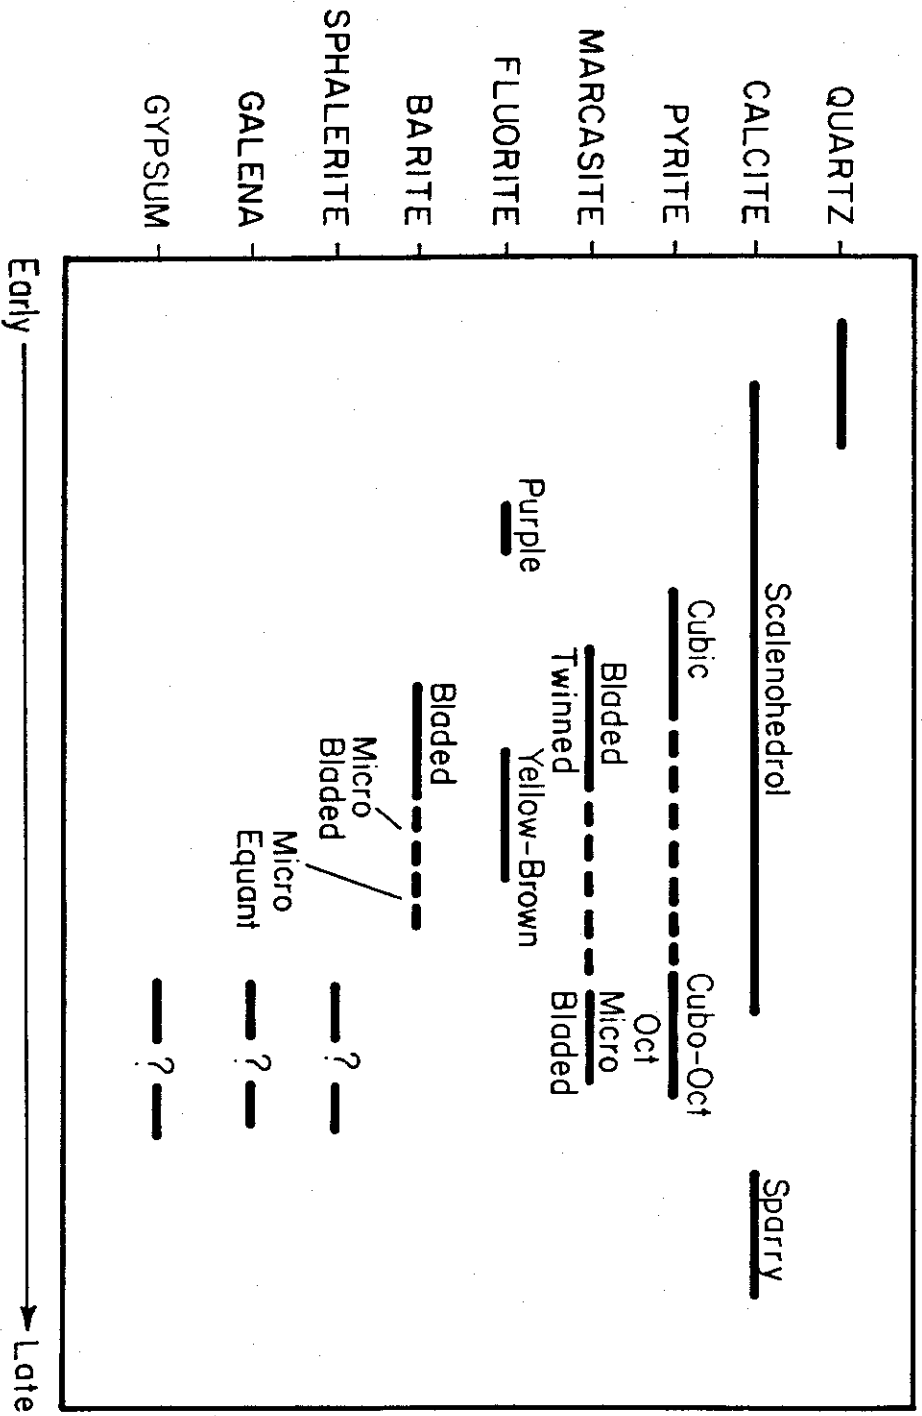 QUARTZ
CALCITE
Scalenohedrol
Sparry
PYRITE
Cubic
Cubo-Oct
Oct
MARCASITE
Bladed
Twinned
Micro
Bladed
FLUORITE
Purple
Yellow-Brown
BARITE
Bladed
Micro
Bladed
Micro
Equant
SPHALERITE
?
GALENA
?
GYPSUM
?
Early
Late